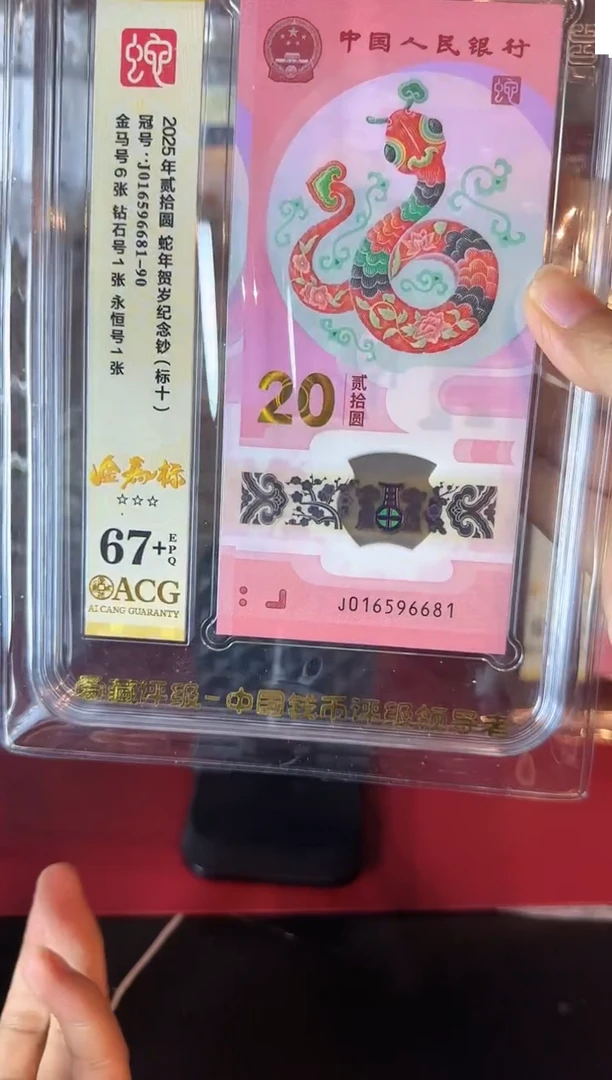 蛇
2025年贰拾圆 蛇年贺岁纪念钞（标十）
冠号：J016596681-90
金马号6张 钻石号1张 永恒号1张
金马标
67+
EPQ
ACG
AI CANG GUARANTY
中国人民银行
蛇
20
贰拾圆
J016596681
爱藏评级-中国钱币评级领导者